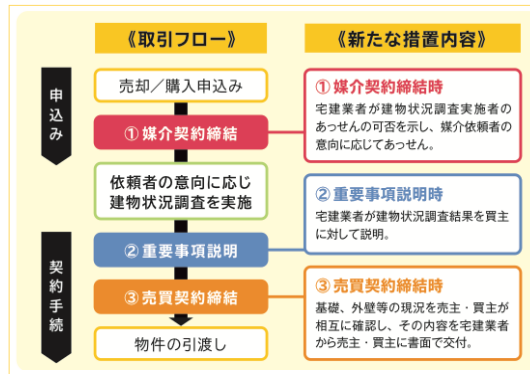 《取引フロー》
《新たな措置内容》
申込み
売却／購入申込み
①媒介契約締結
依頼者の意向に応じ
建物状況調査を実施
②重要事項説明
契約手続
③売買契約締結
物件の引渡し
①媒介契約締結時
宅建業者が建物状況調査実施者の
あっせんの可否を示し、媒介依頼者の
意向に応じてあっせん。
②重要事項説明時
宅建業者が建物状況調査結果を買主
に対して説明。
③売買契約締結時
基礎、外壁等の現況を売主・買主が
相互に確認し、その内容を宅建業者
から売主・買主に書面で交付。